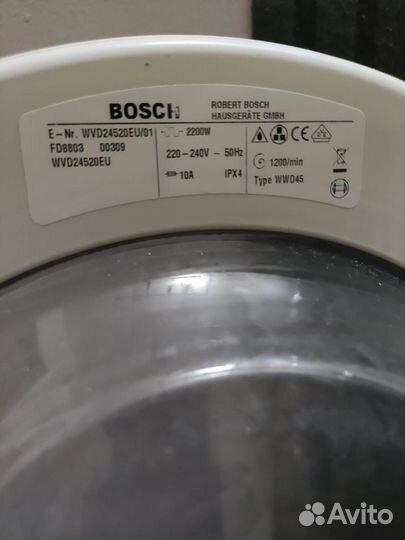 BOSCH
ROBERT BOSCH
HAUSGERÄTE GMBH
E-Nr. WVD24520EU/01
FD8803 00309
WVD24520EU
2200W
220-240V ~ 50Hz
10A IPX4
CE
1200/min
Type WWD45
Avito